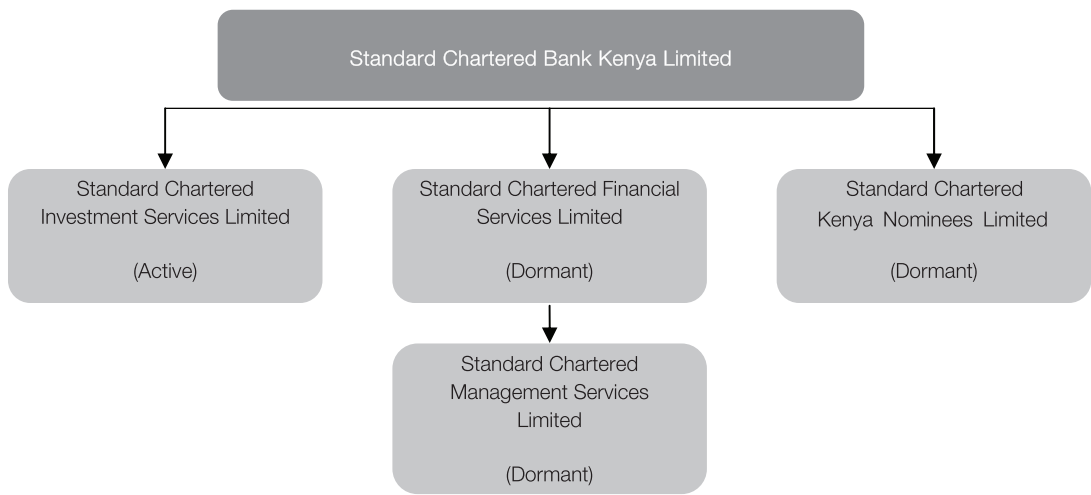 Standard Chartered Bank Kenya Limited
Standard Chartered
Investment Services Limited
(Active)
Standard Chartered Financial
Services Limited
(Dormant)
Standard Chartered
Kenya Nominees Limited
(Dormant)
Standard Chartered
Management Services
Limited
(Dormant)